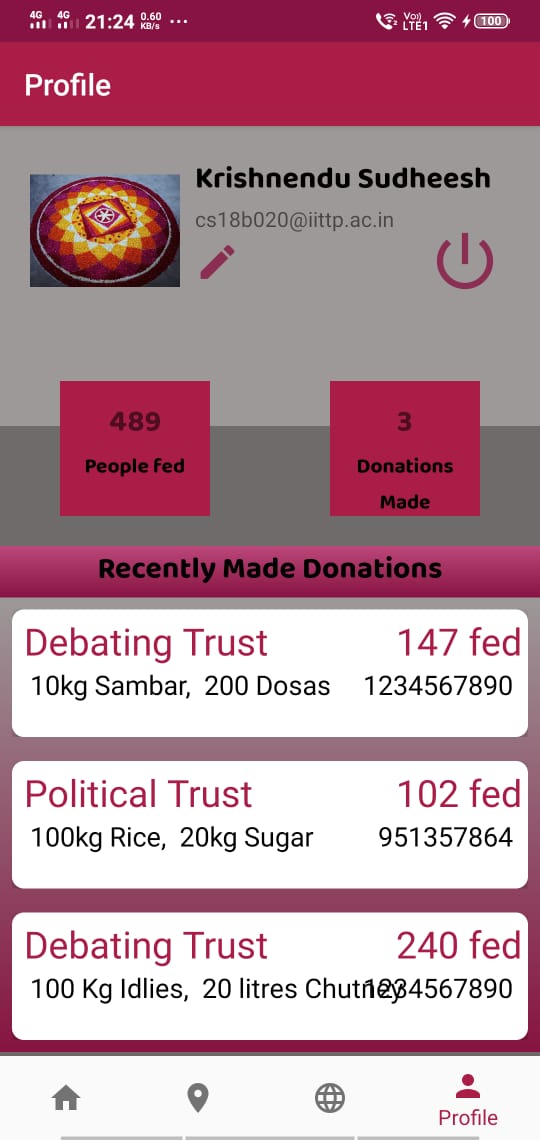 4G 4G 21:24 0.60 KB/s ... Vo) LTE1 100
Profile
Krishnendu Sudheesh
cs18b020@iittp.ac.in
489
People fed
3
Donations
Made
Recently Made Donations
Debating Trust 147 fed
10kg Sambar, 200 Dosas 1234567890
Political Trust 102 fed
100kg Rice, 20kg Sugar 951357864
Debating Trust 240 fed
100 Kg Idlies, 20 litres Chutney 1234567890
Profile